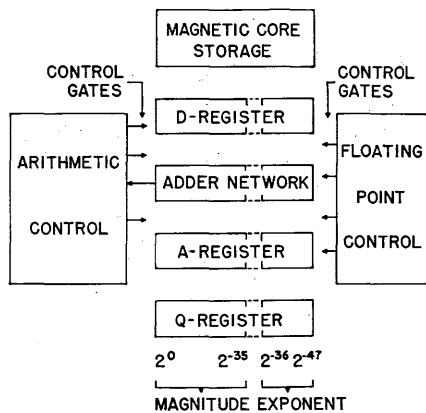 MAGNETIC CORE
STORAGE
CONTROL
GATES
CONTROL
GATES
D-REGISTER
ARITHMETIC
CONTROL
FLOATING
POINT
CONTROL
ADDER NETWORK
A-REGISTER
Q-REGISTER
2⁰ 2⁻³⁵ 2⁻³⁶ 2⁻⁴⁷
MAGNITUDE EXPONENT